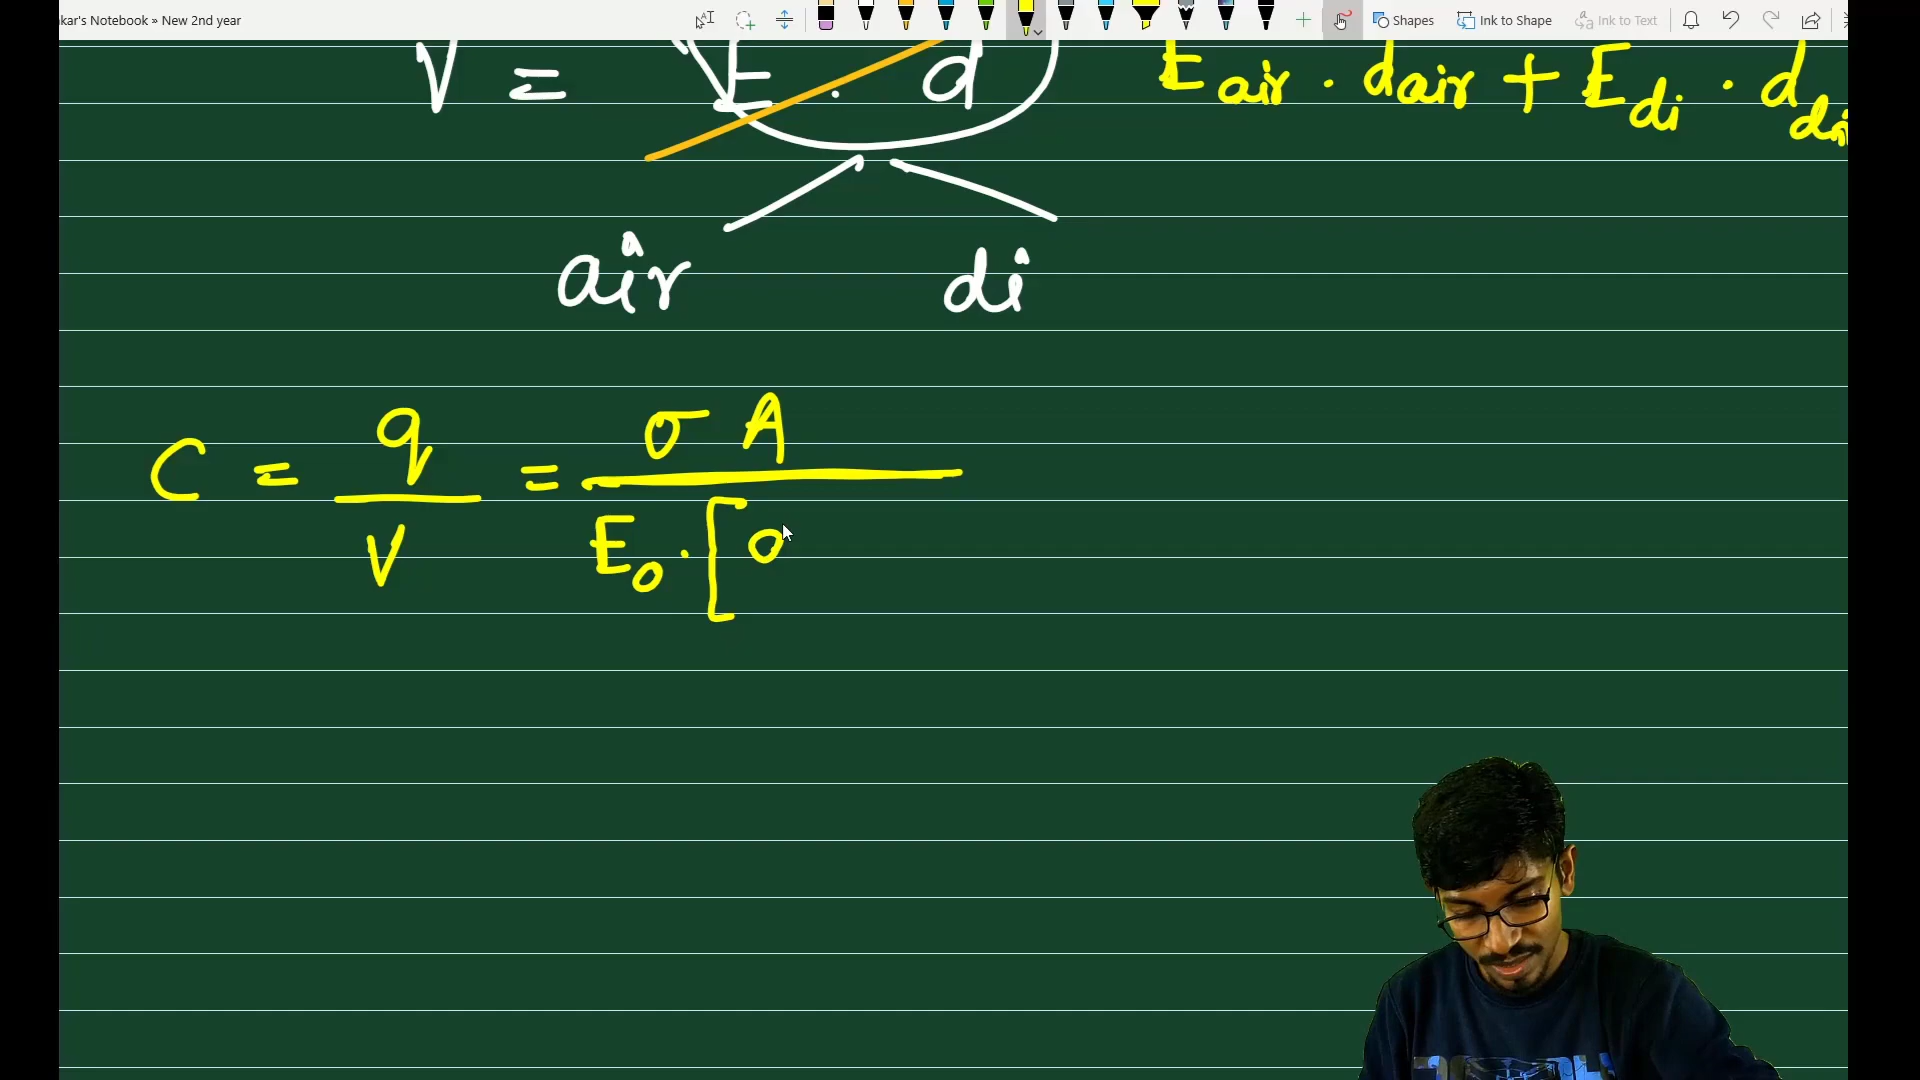 kar's Notebook » New 2nd year
Shapes Ink to Shape Ink to Text
V = E . d E air . d air + E di . d di
air di
C = q / V = σ A / E₀ . [ 0